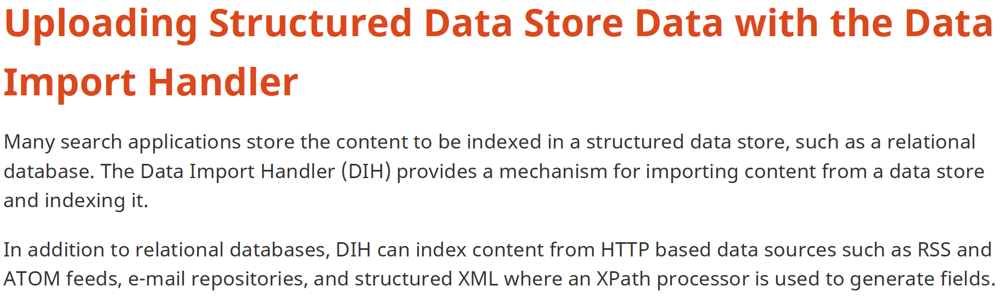 Uploading Structured Data Store Data with the Data
Import Handler
Many search applications store the content to be indexed in a structured data store, such as a relational
database. The Data Import Handler (DIH) provides a mechanism for importing content from a data store
and indexing it.
In addition to relational databases, DIH can index content from HTTP based data sources such as RSS and
ATOM feeds, e-mail repositories, and structured XML where an XPath processor is used to generate fields.